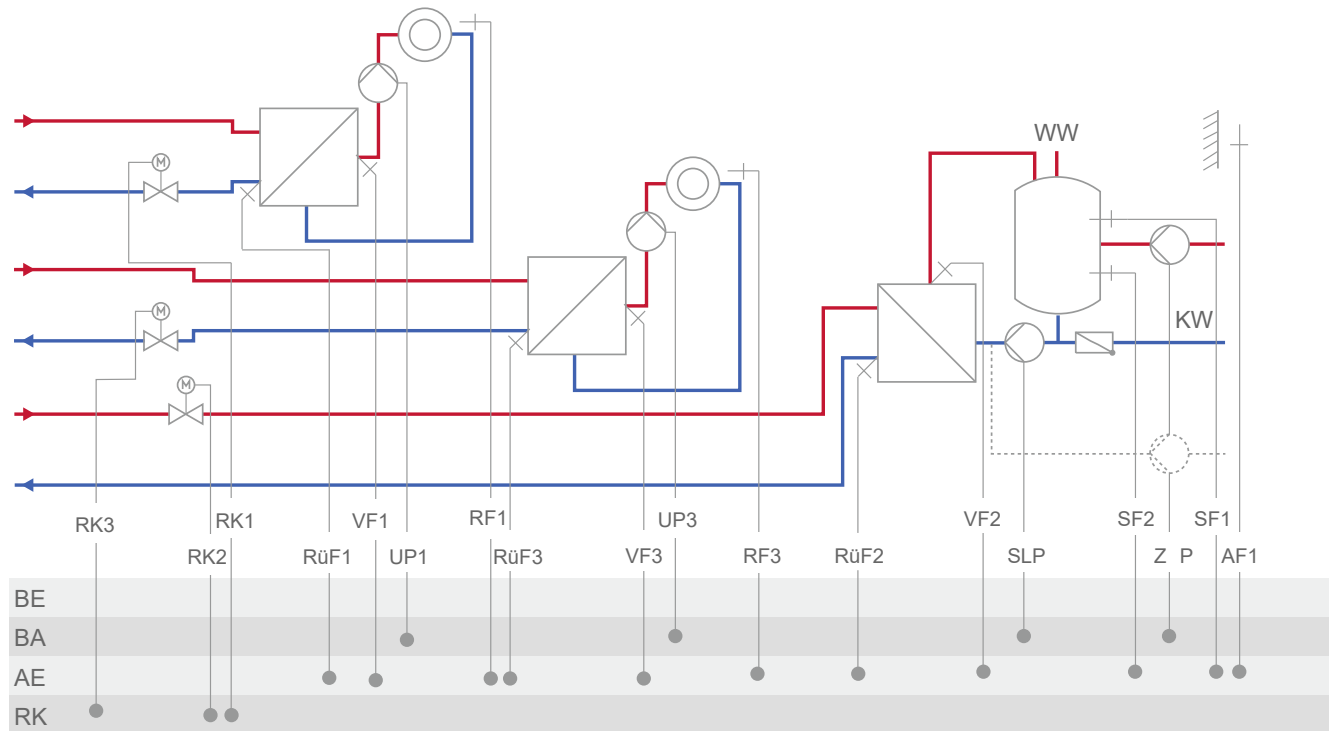 M
WW
M
KW
M
RK3
RK1
VF1
RF1
UP3
VF2
SF2
SF1
RK2
RüF1
UP1
RüF3
VF3
RF3
RüF2
SLP
Z P
AF1
BE
BA
AE
RK